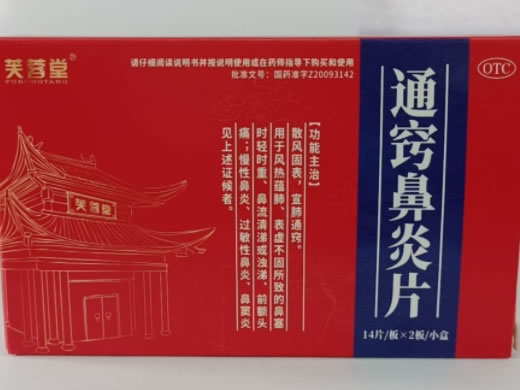 芙蓉堂®
FURONGTANG
请仔细阅读说明书并按说明使用或在药师指导下购买和使用
批准文号：国药准字Z20093142
OTC
通窍鼻炎片
14片/板×2板/小盒
【功能主治】
散风固表，宣肺通窍。
用于风热蕴肺、表虚不固所致的鼻塞
时轻时重、鼻流清涕或浊涕、前额头
痛；慢性鼻炎、过敏性鼻炎、鼻窦炎
见上述证候者。
芙蓉堂